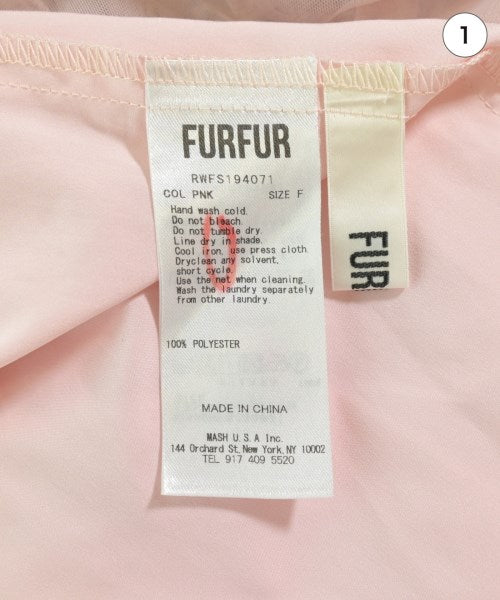 1
FURFUR
RWFS194071
COL PNK SIZE F
Hand wash cold.
Do not bleach.
Do not tumble dry.
Line dry in shade.
Cool iron, use press cloth.
Dryclean any solvent,
short cycle.
Use the net when cleaning.
Wash the laundry separately
from other laundry.
100% POLYESTER
MADE IN CHINA
MASH U.S.A Inc.
144 Orchard St, New York, NY 10002
TEL 917 409 5520
FUR